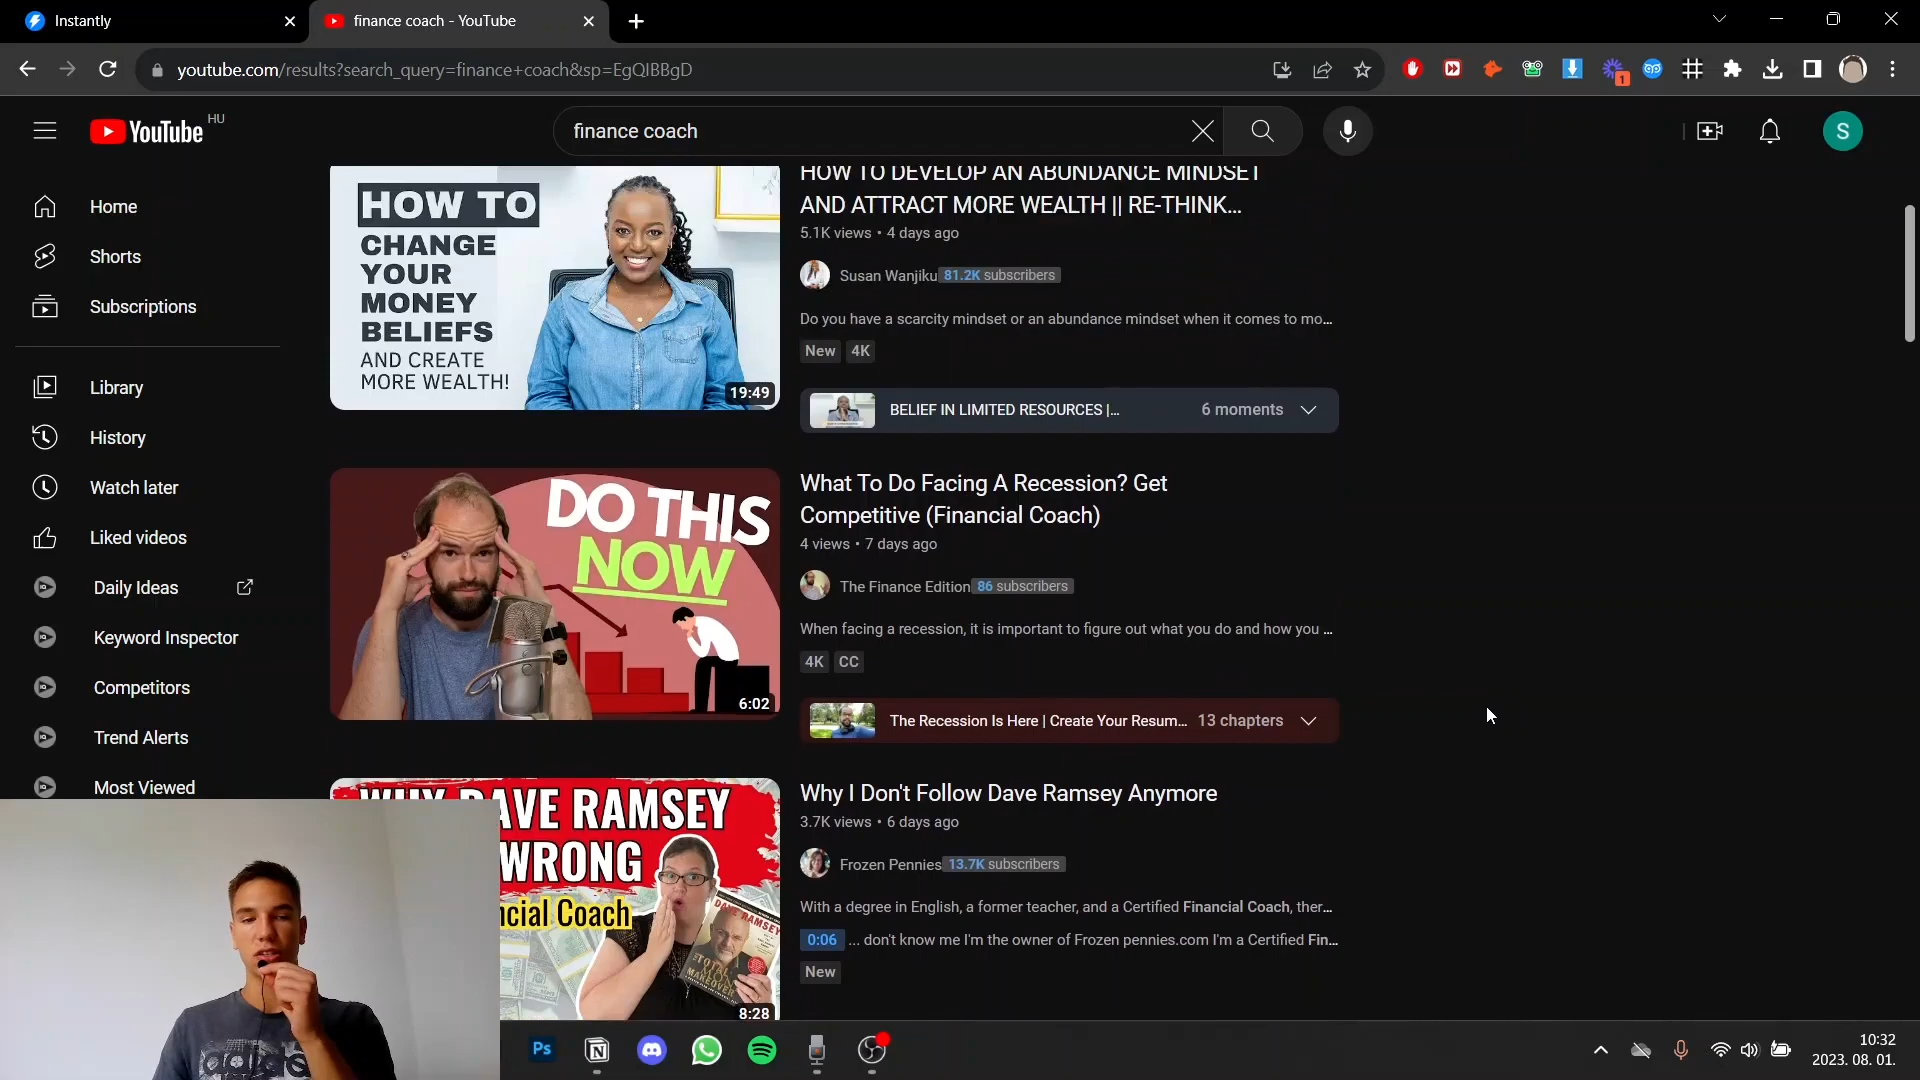 Instantly
finance coach - YouTube
youtube.com/results?search_query=finance+coach&sp=EgQIBBgD
1
YouTube HU
finance coach
S
Home
Shorts
Subscriptions
Library
History
Watch later
Liked videos
Daily Ideas
Keyword Inspector
Competitors
Trend Alerts
Most Viewed
HOW TO
CHANGE
YOUR
MONEY
BELIEFS
AND CREATE
MORE WEALTH!
19:49
HOW TO DEVELOP AN ABUNDANCE MINDSET
AND ATTRACT MORE WEALTH || RE-THINK...
5.1K views • 4 days ago
Susan Wanjiku 81.2K subscribers
Do you have a scarcity mindset or an abundance mindset when it comes to mo...
New 4K
BELIEF IN LIMITED RESOURCES |... 6 moments
DO THIS
NOW
6:02
What To Do Facing A Recession? Get
Competitive (Financial Coach)
4 views • 7 days ago
The Finance Edition 86 subscribers
When facing a recession, it is important to figure out what you do and how you ...
4K CC
The Recession Is Here | Create Your Resum... 13 chapters
WHY DAVE RAMSEY
WRONG
ncial Coach
DAVE RAMSEY
TOTAL
MONEY
MAKEOVER
8:28
Why I Don't Follow Dave Ramsey Anymore
3.7K views • 6 days ago
Frozen Pennies 13.7K subscribers
With a degree in English, a former teacher, and a Certified Financial Coach, ther...
0:06 ... don't know me I'm the owner of Frozen pennies.com I'm a Certified Fin...
New
adidas
Ps
10:32
2023. 08. 01.